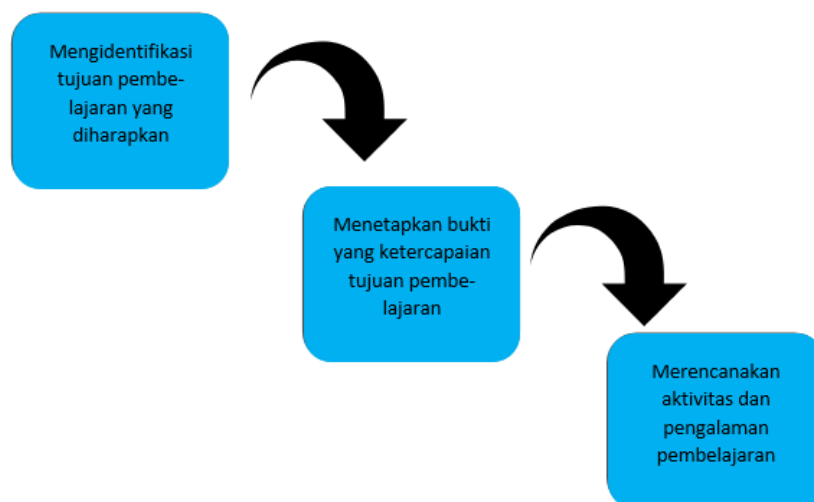 Mengidentifikasi
tujuan pembe-
lajaran yang
diharapkan
Menetapkan bukti
yang ketercapaian
tujuan pembe-
lajaran
Merencanakan
aktivitas dan
pengalaman
pembelajaran